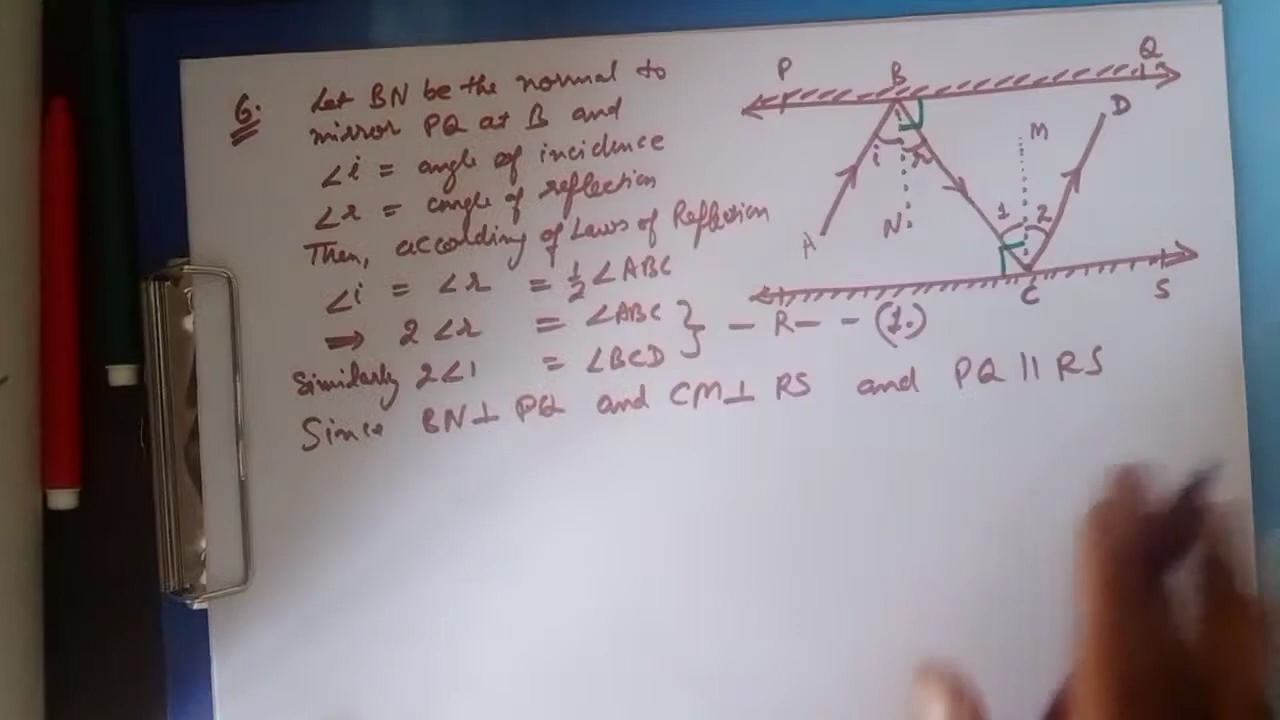 6. Let BN be the normal to
mirror PQ at B and
∠i = angle of incidence
∠r = angle of reflection
Then, according of Laws of Reflection
∠i = ∠r = 1/2 ∠ABC
⇒ 2∠r = ∠ABC
Similarly 2∠1 = ∠BCD } - R- - (1.)
Since BN⊥ PQ and CM⊥ RS and PQ || RS
P B Q
D
M
i r
1 2
N
A
C S